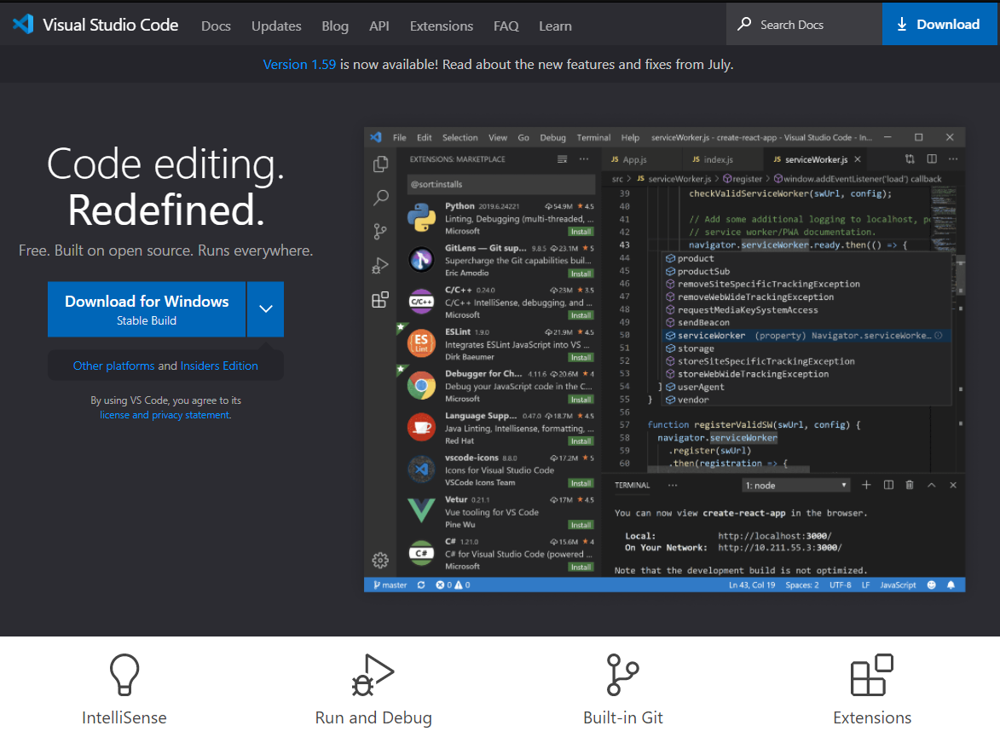 Visual Studio Code Docs Updates Blog API Extensions FAQ Learn Search Docs Download
Version 1.59 is now available! Read about the new features and fixes from July.
Code editing.
Redefined.
Free. Built on open source. Runs everywhere.
Download for Windows
Stable Build
Other platforms and Insiders Edition
By using VS Code, you agree to its
license and privacy statement.
File Edit Selection View Go Debug Terminal Help serviceWorker.js - create-react-app - Visual Studio Code - In...
EXTENSIONS: MARKETPLACE ...
@sort:installs
Python 2019.6.24221 54.9M ★ 4.5
Linting, Debugging (multi-threaded, ...
Microsoft Install
GitLens — Git sup... 9.8.5 23.1M ★ 5
Supercharge the Git capabilities buil...
Eric Amodio Install
C/C++
C/C++ 0.24.0 23M ★ 3.5
C/C++ IntelliSense, debugging, and ...
Microsoft Install
ES
Lint
ESLint 1.9.0 21.9M ★ 4.5
Integrates ESLint JavaScript into VS ...
Dirk Baeumer Install
Debugger for Ch... 4.11.6 20.6M ★ 4
Debug your JavaScript code in the C...
Microsoft Install
Language Supp... 0.47.0 18.7M ★ 4.5
Java Linting, Intellisense, formatting, ...
Red Hat Install
vscode-icons 8.8.0 17.2M ★ 5
Icons for Visual Studio Code
VSCode Icons Team Install
Vetur 0.21.1 17M ★ 4.5
Vue tooling for VS Code
Pine Wu Install
C#
C# 1.21.0 15.6M ★ 4
C# for Visual Studio Code (powered ...
Microsoft Install
JS App.js JS index.js JS serviceWorker.js ...
src > JS serviceWorker.js > register > window.addEventListener('load') callback
39 checkValidServiceWorker(swUrl, config);
40
41 // Add some additional logging to localhost, p
42 // service worker/PWA documentation.
43 navigator.serviceWorker.ready.then(() => {
44 product
45 productSub
46 removeSiteSpecificTrackingException
47 removeWebWideTrackingException
48 requestMediaKeySystemAccess
49 sendBeacon
50 serviceWorker (property) Navigator.serviceWorke...
51 storage
52 storeSiteSpecificTrackingException
53 storeWebWideTrackingException
54 ] userAgent
55 } vendor
56
57 function registerValidSW(swUrl, config) {
58 navigator.serviceWorker
59 .register(swUrl)
60 .then(registration => {
TERMINAL ... 1: node
You can now view create-react-app in the browser.
Local: http://localhost:3000/
On Your Network: http://10.211.55.3:3000/
Note that the development build is not optimized.
master 0 0 Ln 43, Col 19 Spaces: 2 UTF-8 LF JavaScript
IntelliSense Run and Debug Built-in Git Extensions